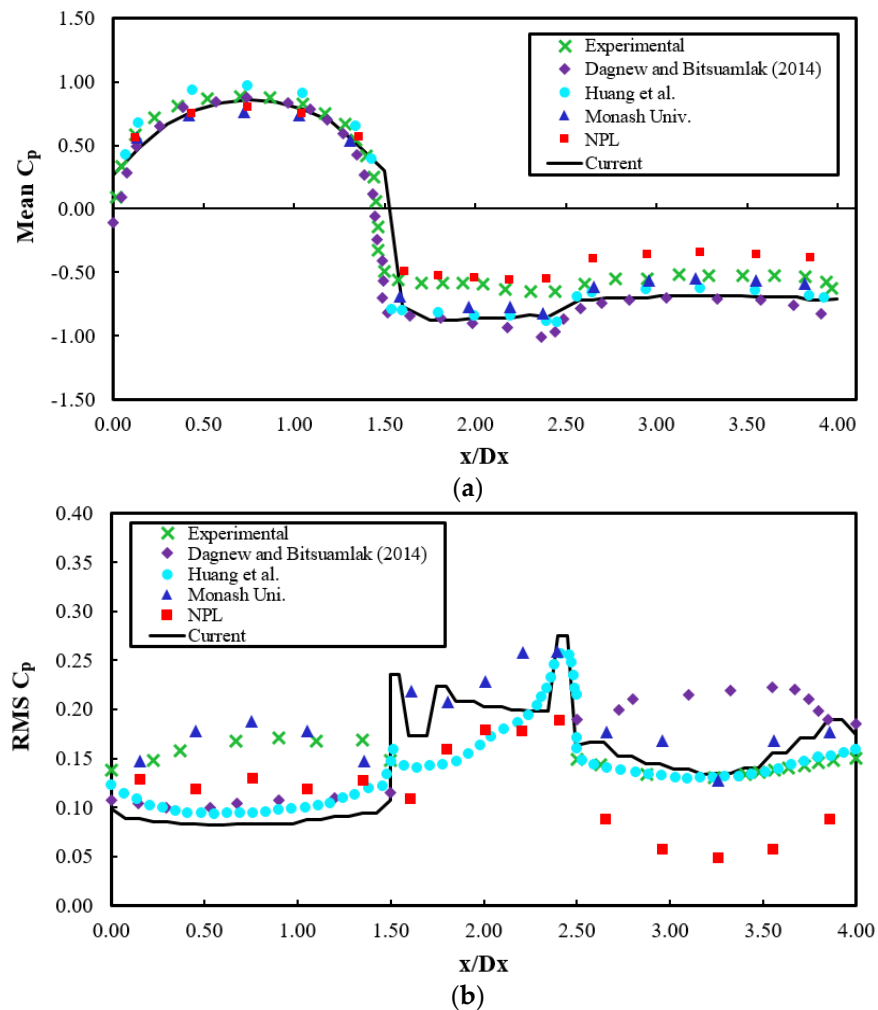 1.50
1.00
0.50
0.00
-0.50
-1.00
-1.50
Mean Cp
Experimental
Dagnew and Bitsuamlak (2014)
Huang et al.
Monash Univ.
NPL
Current
0.00 0.50 1.00 1.50 2.00 2.50 3.00 3.50 4.00
x/Dx
(a)
0.40
0.35
0.30
0.25
0.20
0.15
0.10
0.05
0.00
RMS Cp
Experimental
Dagnew and Bitsuamlak (2014)
Huang et al.
Monash Uni.
NPL
Current
0.00 0.50 1.00 1.50 2.00 2.50 3.00 3.50 4.00
x/Dx
(b)